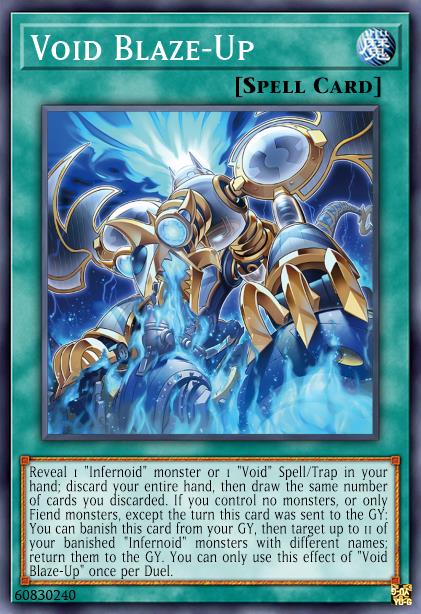 Void Blaze-Up
魔
[Spell Card]
Reveal 1 "Infernoid" monster or 1 "Void" Spell/Trap in your
hand; discard your entire hand, then draw the same number
of cards you discarded. If you control no monsters, or only
Fiend monsters, except the turn this card was sent to the GY:
You can banish this card from your GY, then target up to 11 of
your banished "Infernoid" monsters with different names;
return them to the GY. You can only use this effect of "Void
Blaze-Up" once per Duel.
60830240